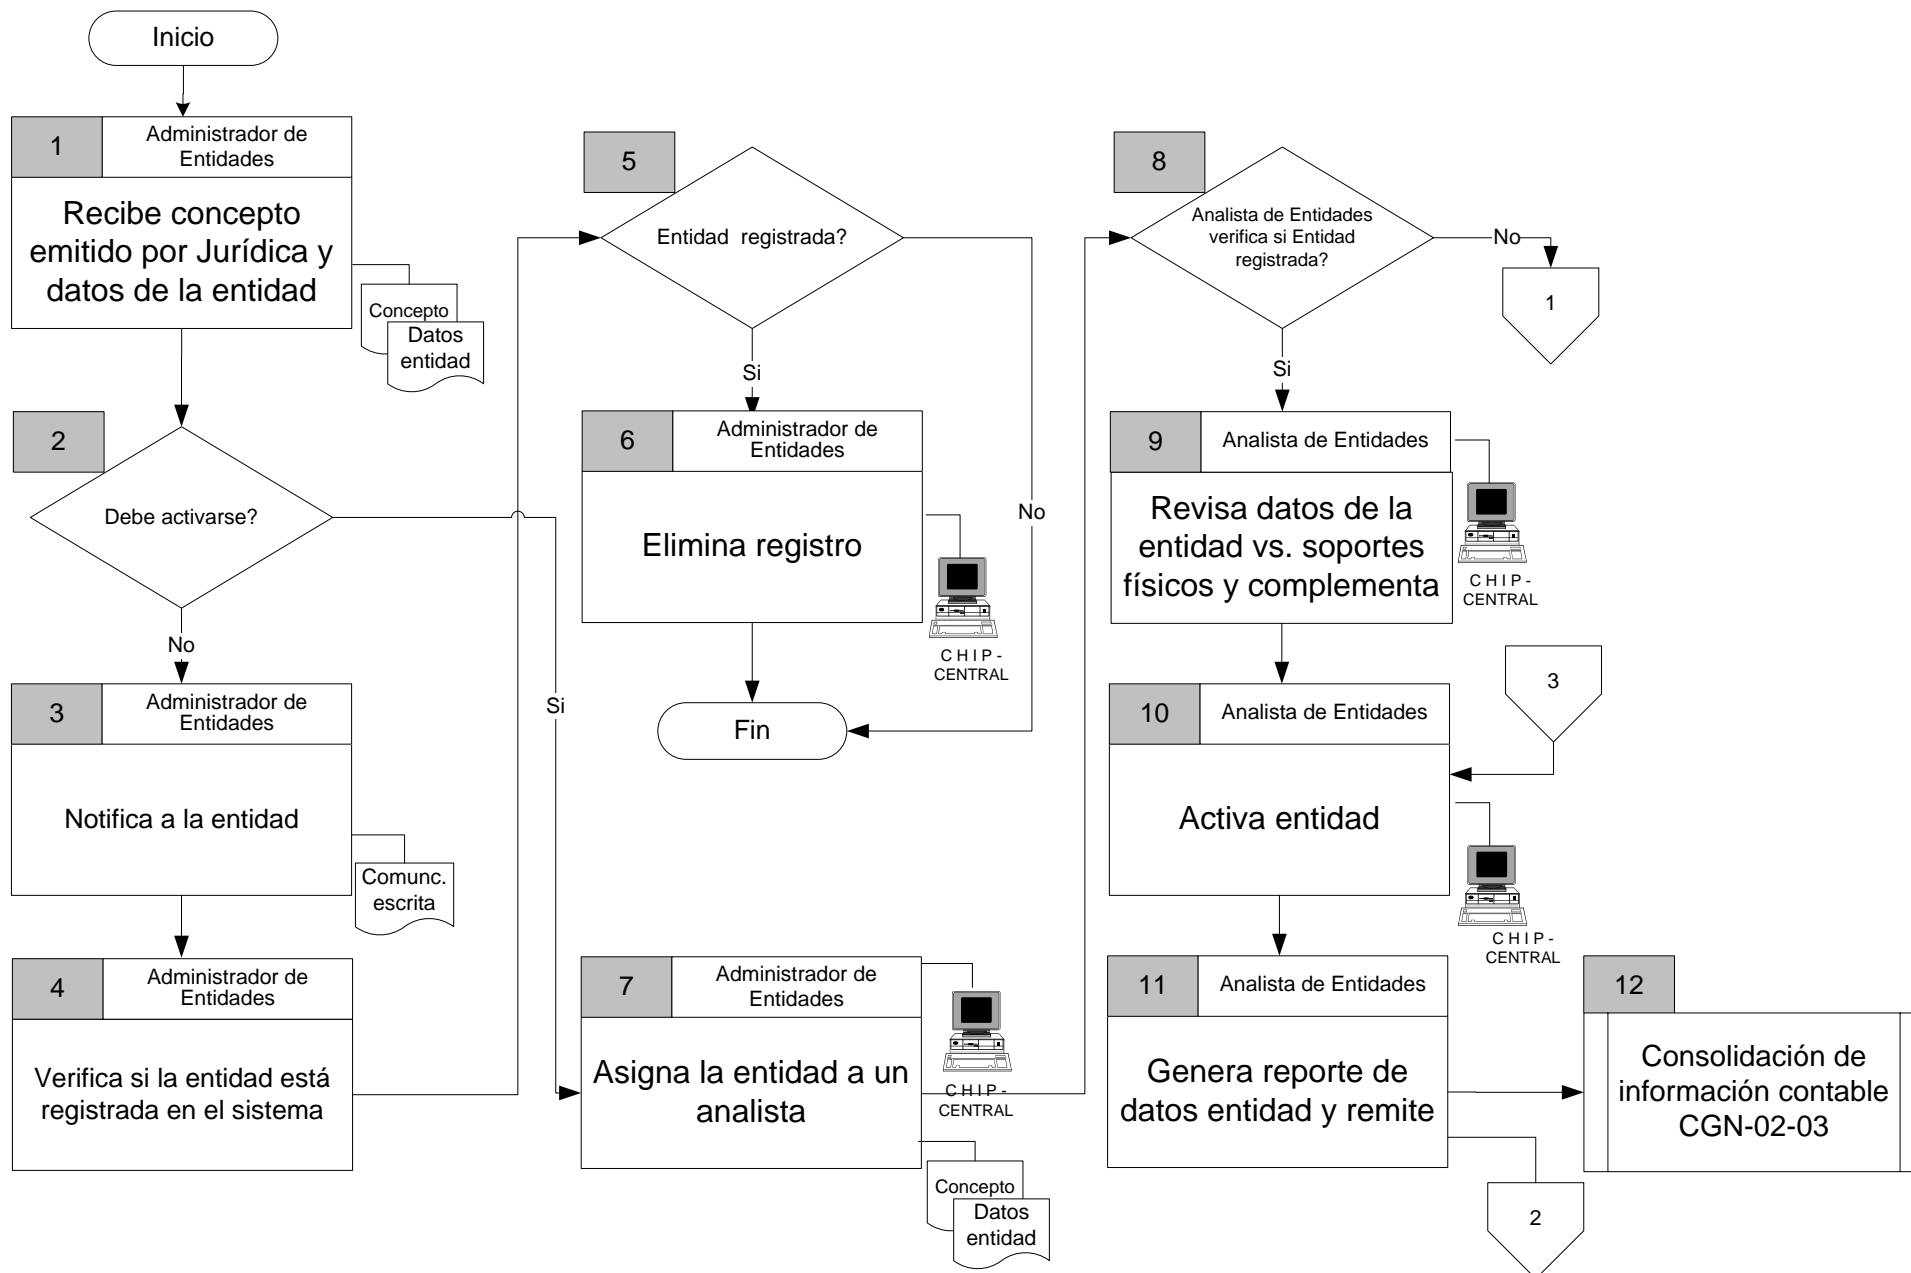 Inicio
1
Administrador de
Entidades
Recibe concepto
emitido por Jurídica y
datos de la entidad
Concepto
Datos
entidad
2
Debe activarse?
No
Si
3
Administrador de
Entidades
Notifica a la entidad
Comunc.
escrita
4
Administrador de
Entidades
Verifica si la entidad está
registrada en el sistema
5
Entidad registrada?
Si
No
6
Administrador de
Entidades
Elimina registro
C H I P -
CENTRAL
Fin
7
Administrador de
Entidades
Asigna la entidad a un
analista
C H I P -
CENTRAL
Concepto
Datos
entidad
8
Analista de Entidades
verifica si Entidad
registrada?
No
1
Si
9
Analista de Entidades
Revisa datos de la
entidad vs. soportes
físicos y complementa
C H I P -
CENTRAL
3
10
Analista de Entidades
Activa entidad
C H I P -
CENTRAL
11
Analista de Entidades
Genera reporte de
datos entidad y remite
2
12
Consolidación de
información contable
CGN-02-03